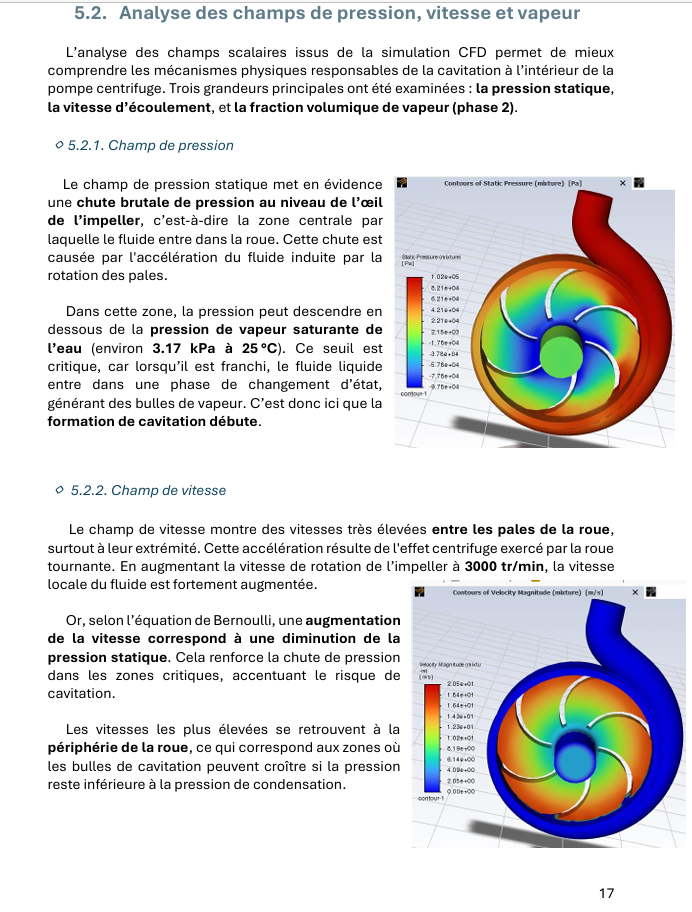 5.2. Analyse des champs de pression, vitesse et vapeur
L’analyse des champs scalaires issus de la simulation CFD permet de mieux
comprendre les mécanismes physiques responsables de la cavitation à l’intérieur de la
pompe centrifuge. Trois grandeurs principales ont été examinées : la pression statique,
la vitesse d’écoulement, et la fraction volumique de vapeur (phase 2).
◇ 5.2.1. Champ de pression
Le champ de pression statique met en évidence
une chute brutale de pression au niveau de l’œil
de l’impeller, c’est-à-dire la zone centrale par
laquelle le fluide entre dans la roue. Cette chute est
causée par l'accélération du fluide induite par la
rotation des pales.
Dans cette zone, la pression peut descendre en
dessous de la pression de vapeur saturante de
l’eau (environ 3.17 kPa à 25 °C). Ce seuil est
critique, car lorsqu’il est franchi, le fluide liquide
entre dans une phase de changement d’état,
générant des bulles de vapeur. C’est donc ici que la
formation de cavitation débute.
Contours of Static Pressure (mixture) [Pa]
Static Pressure (mixture)
[Pa]
1.02e+05
8.21e+04
6.21e+04
4.21e+04
2.21e+04
2.15e+03
-1.78e+04
-3.78e+04
-5.78e+04
-7.78e+04
-9.78e+04
contour-1
◇ 5.2.2. Champ de vitesse
Le champ de vitesse montre des vitesses très élevées entre les pales de la roue,
surtout à leur extrémité. Cette accélération résulte de l'effet centrifuge exercé par la roue
tournante. En augmentant la vitesse de rotation de l’impeller à 3000 tr/min, la vitesse
locale du fluide est fortement augmentée.
Or, selon l’équation de Bernoulli, une augmentation
de la vitesse correspond à une diminution de la
pression statique. Cela renforce la chute de pression
dans les zones critiques, accentuant le risque de
cavitation.
Les vitesses les plus élevées se retrouvent à la
périphérie de la roue, ce qui correspond aux zones où
les bulles de cavitation peuvent croître si la pression
reste inférieure à la pression de condensation.
Contours of Velocity Magnitude (mixture) [m/s]
Velocity Magnitude (mixtu
[m/s]
2.05e+01
1.84e+01
1.64e+01
1.43e+01
1.23e+01
1.02e+01
8.19e+00
6.14e+00
4.09e+00
2.05e+00
0.00e+00
contour-1
17